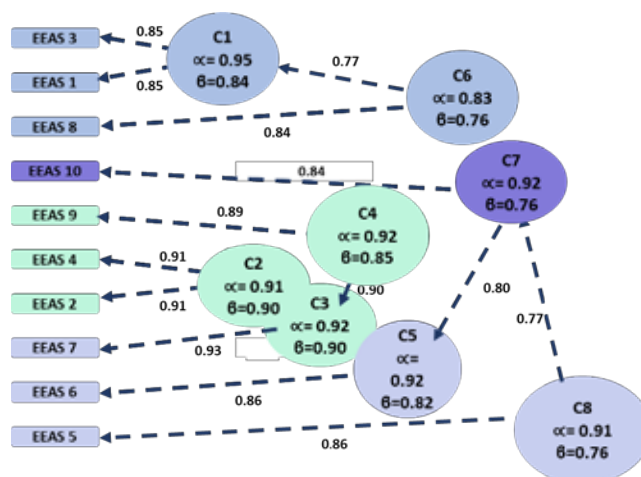 EEAS 3
0.85
C1
∝= 0.95
β=0.84
EEAS 1
0.85
0.77
C6
∝= 0.83
β=0.76
EEAS 8
0.84
EEAS 10
0.84
C7
∝= 0.92
β=0.76
EEAS 9
0.89
C4
∝= 0.92
β=0.85
EEAS 4
0.91
C2
∝= 0.91
β=0.90
0.90
0.80
EEAS 2
0.91
C3
∝= 0.92
β=0.90
0.77
EEAS 7
0.93
C5
∝=
0.92
β=0.82
EEAS 6
0.86
C8
∝= 0.91
β=0.76
EEAS 5
0.86